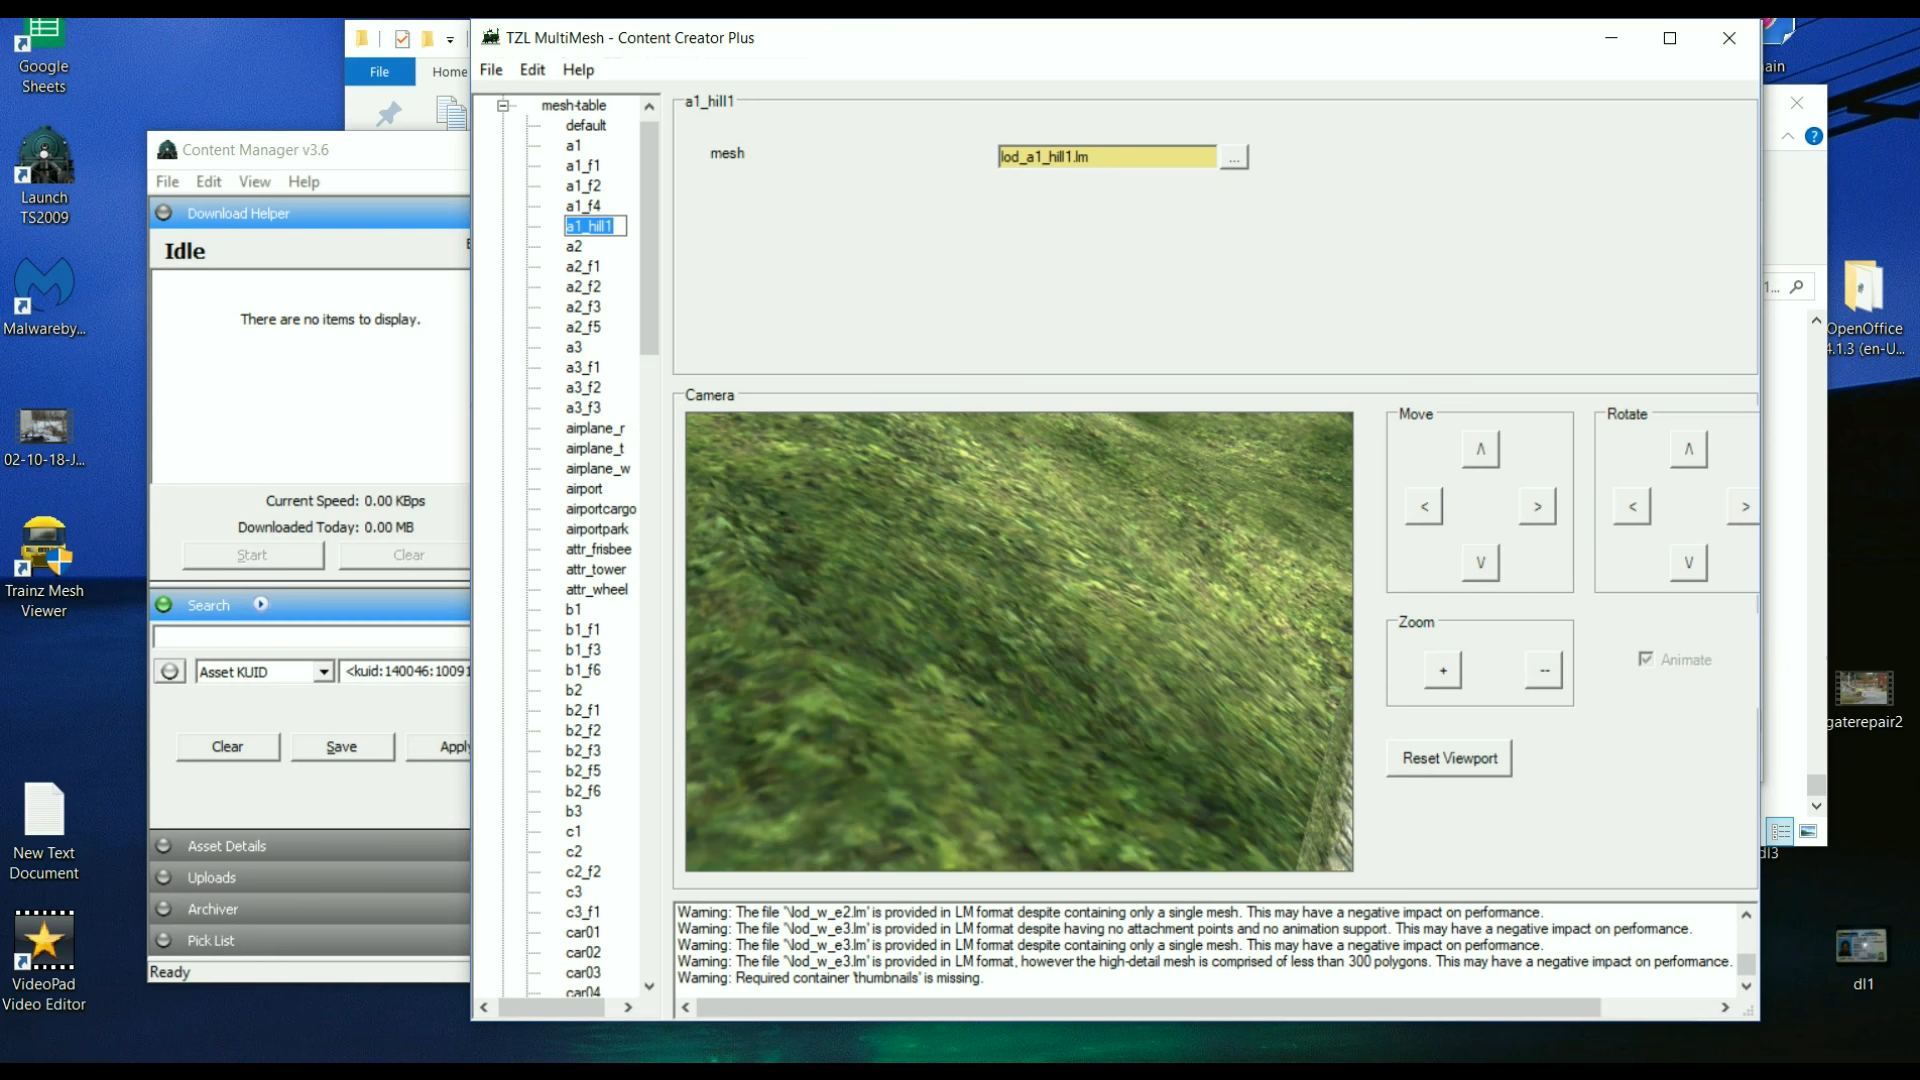 Google
Sheets
Launch
TS2009
Malwareby...
02-10-18-J...
Trainz Mesh
Viewer
New Text
Document
VideoPad
Video Editor
File
Home
Content Manager v3.6
File Edit View Help
Download Helper
Idle
There are no items to display.
Current Speed: 0.00 KBps
Downloaded Today: 0.00 MB
Start
Clear
Search
Asset KUID
<kuid:140046:10091
Clear
Save
Apply
Asset Details
Uploads
Archiver
Pick List
Ready
TZL MultiMesh - Content Creator Plus
File Edit Help
mesh-table
default
a1
a1_f1
a1_f2
a1_f4
a1_hill1
a2
a2_f1
a2_f2
a2_f3
a2_f5
a3
a3_f1
a3_f2
a3_f3
airplane_r
airplane_t
airplane_w
airport
airportcargo
airportpark
attr_frisbee
attr_tower
attr_wheel
b1
b1_f1
b1_f3
b1_f6
b2
b2_f1
b2_f2
b2_f3
b2_f5
b2_f6
b3
c1
c2
c2_f2
c3
c3_f1
car01
car02
car03
car04
a1_hill1
mesh
lod_a1_hill1.lm
...
Camera
Move
Rotate
Zoom
+
--
Animate
Reset Viewport
Warning: The file '\lod_w_e2.lm' is provided in LM format despite containing only a single mesh. This may have a negative impact on performance.
Warning: The file '\lod_w_e3.lm' is provided in LM format despite having no attachment points and no animation support. This may have a negative impact on performance.
Warning: The file '\lod_w_e3.lm' is provided in LM format despite containing only a single mesh. This may have a negative impact on performance.
Warning: The file '\lod_w_e3.lm' is provided in LM format, however the high-detail mesh is comprised of less than 300 polygons. This may have a negative impact on performance.
Warning: Required container 'thumbnails' is missing.
ain
1...
OpenOffice
4.1.3 (en-U...
gaterepair2
dl3
dl1